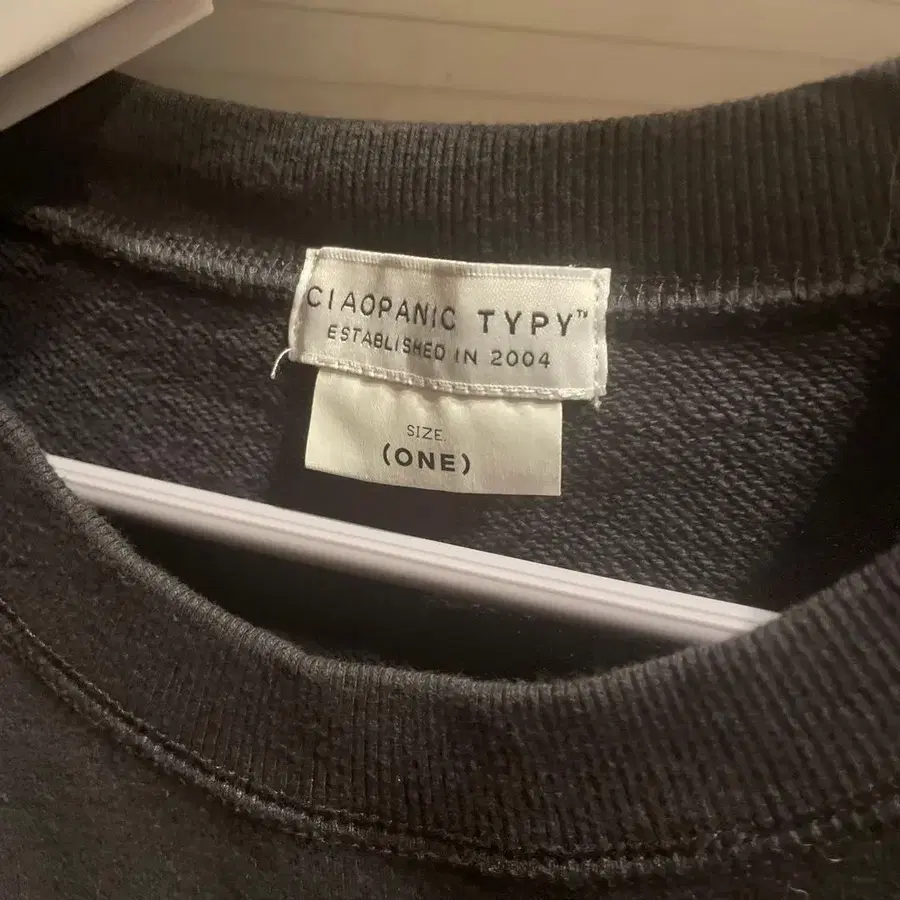 CIAOPANIC TYPY™
ESTABLISHED IN 2004
SIZE
(ONE)